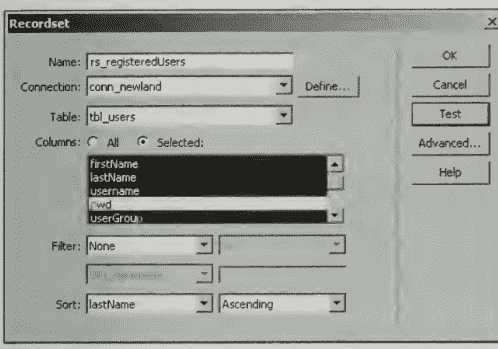 Recordset
Name: rs_registeredUsers
OK
Connection: conn_newland Define...
Cancel
Table: tbl_users
Test
Columns: All Selected:
Advanced...
firstName
lastName
username
pwd
userGroup
Help
Filter: None
Sort: lastName Ascending